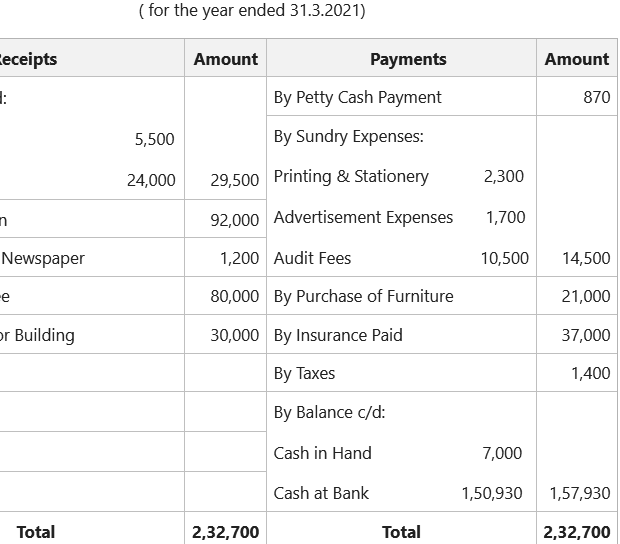 ( for the year ended 31.3.2021)
eceipts Amount Payments Amount
: By Petty Cash Payment 870
5,500 By Sundry Expenses:
24,000 29,500 Printing & Stationery 2,300
n 92,000 Advertisement Expenses 1,700
Newspaper 1,200 Audit Fees 10,500 14,500
e 80,000 By Purchase of Furniture 21,000
or Building 30,000 By Insurance Paid 37,000
By Taxes 1,400
By Balance c/d:
Cash in Hand 7,000
Cash at Bank 1,50,930 1,57,930
Total 2,32,700 Total 2,32,700